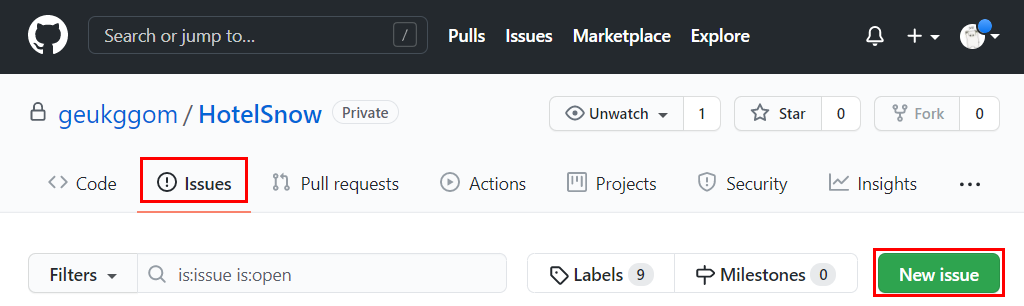 Search or jump to... / Pulls Issues Marketplace Explore
geukggom / HotelSnow Private Unwatch 1 Star 0 Fork 0
Code Issues Pull requests Actions Projects Security Insights ...
Filters is:issue is:open Labels 9 Milestones 0 New issue